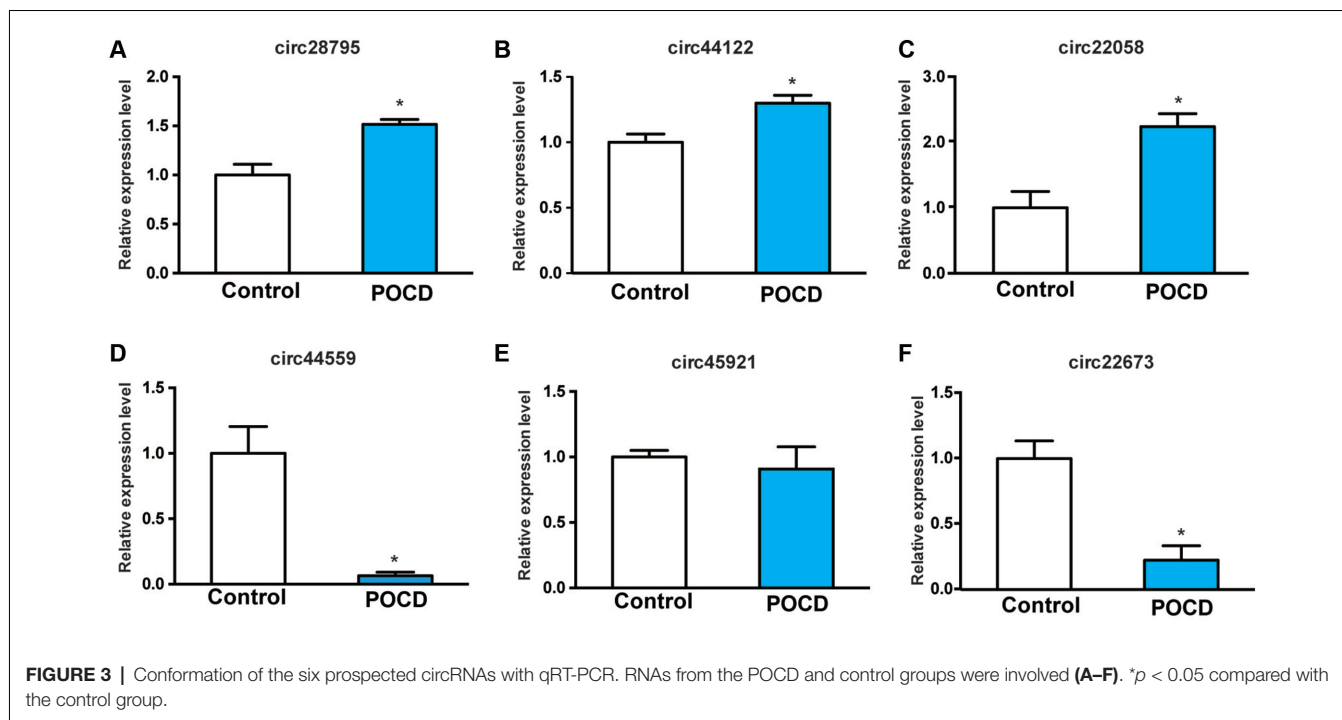 A
circ28795
Relative expression level
2.0
1.5
1.0
0.5
0.0
*
Control
POCD
B
circ44122
Relative expression level
1.5
1.0
0.5
0.0
*
Control
POCD
C
circ22058
Relative expression level
3.0
2.0
1.0
0.0
*
Control
POCD
D
circ44559
Relative expression level
1.5
1.0
0.5
0.0
*
Control
POCD
E
circ45921
Relative expression level
1.5
1.0
0.5
0.0
Control
POCD
F
circ22673
Relative expression level
1.5
1.0
0.5
0.0
*
Control
POCD
FIGURE 3 | Conformation of the six prospected circRNAs with qRT-PCR. RNAs from the POCD and control groups were involved (A–F). *p < 0.05 compared with
the control group.